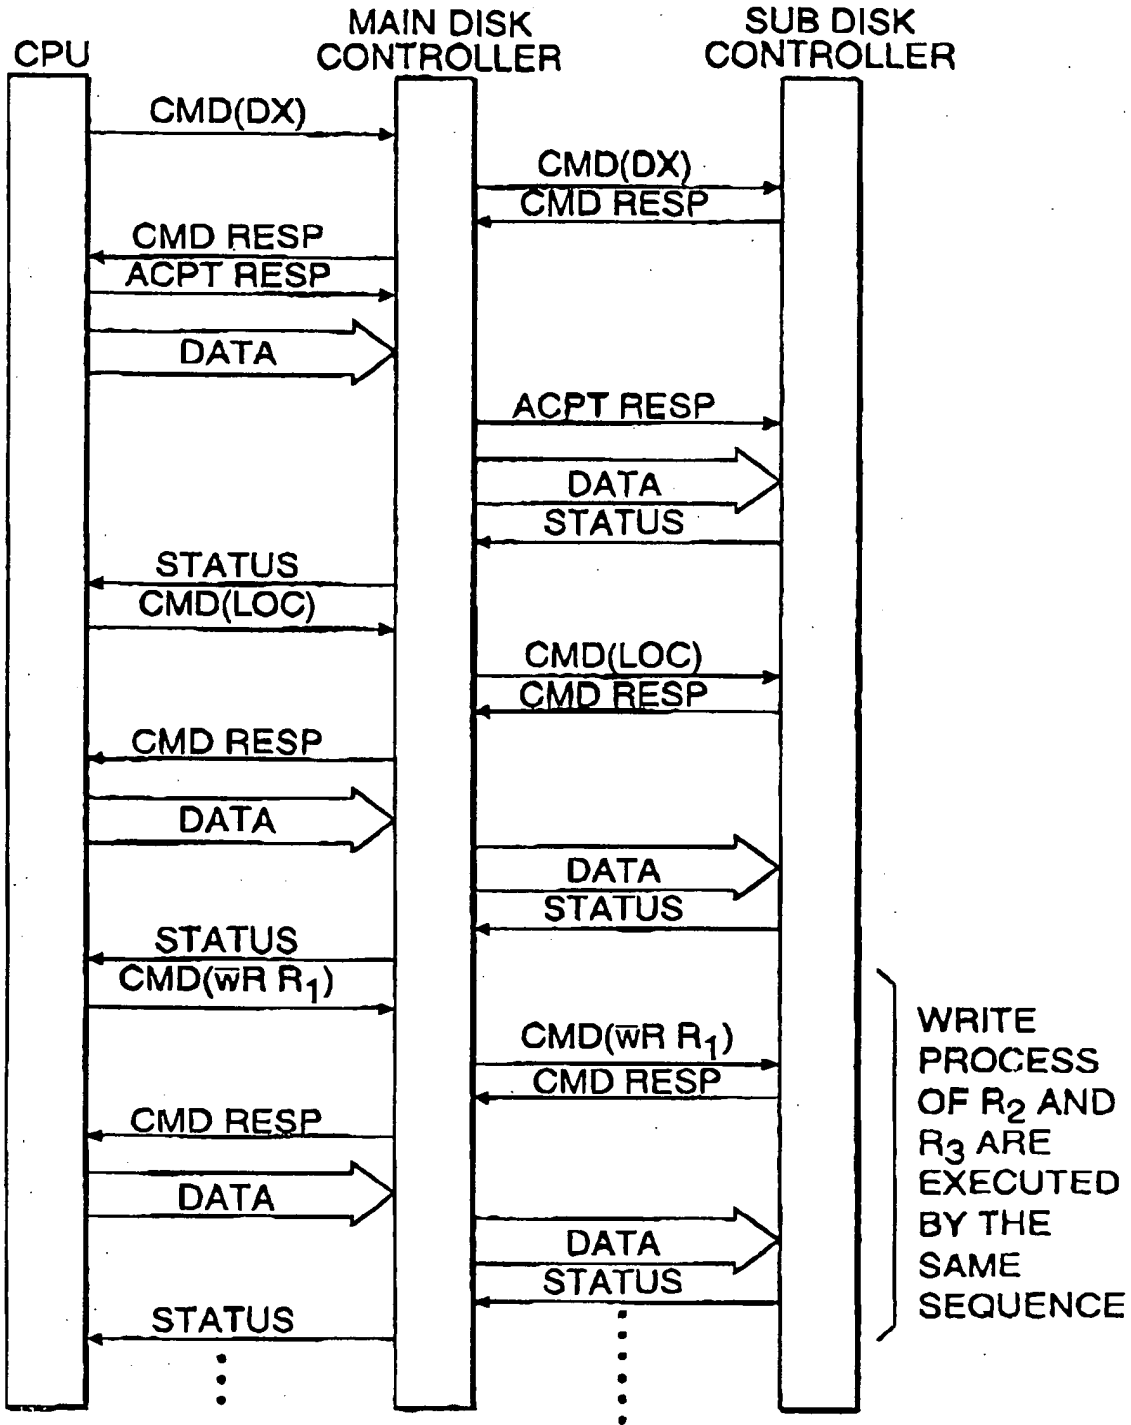 CPU
MAIN DISK
CONTROLLER
SUB DISK
CONTROLLER
CMD(DX)
CMD(DX)
CMD RESP
CMD RESP
ACPT RESP
DATA
ACPT RESP
DATA
STATUS
STATUS
CMD(LOC)
CMD(LOC)
CMD RESP
CMD RESP
DATA
DATA
STATUS
STATUS
CMD(w̅R R₁)
CMD(w̅R R₁)
CMD RESP
CMD RESP
DATA
DATA
STATUS
STATUS
WRITE
PROCESS
OF R₂ AND
R₃ ARE
EXECUTED
BY THE
SAME
SEQUENCE